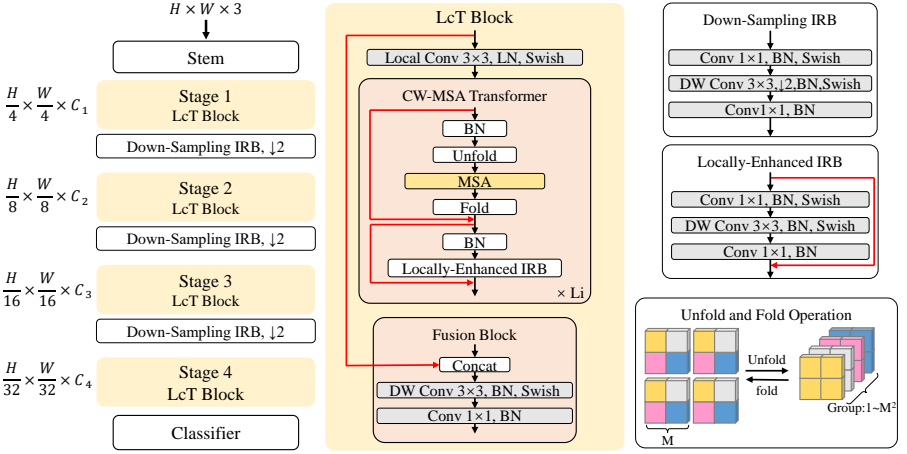 H × W × 3
Stem
H/4 × W/4 × C₁
Stage 1
LcT Block
Down-Sampling IRB, ↓2
H/8 × W/8 × C₂
Stage 2
LcT Block
Down-Sampling IRB, ↓2
H/16 × W/16 × C₃
Stage 3
LcT Block
Down-Sampling IRB, ↓2
H/32 × W/32 × C₄
Stage 4
LcT Block
Classifier
LcT Block
Local Conv 3×3, LN, Swish
CW-MSA Transformer
BN
Unfold
MSA
Fold
BN
Locally-Enhanced IRB
× Li
Fusion Block
Concat
DW Conv 3×3, BN, Swish
Conv 1×1, BN
Down-Sampling IRB
Conv 1×1, BN, Swish
DW Conv 3×3,↓2,BN,Swish
Conv1×1, BN
Locally-Enhanced IRB
Conv 1×1, BN, Swish
DW Conv 3×3, BN, Swish
Conv 1×1, BN
Unfold and Fold Operation
Unfold
fold
Group:1~M²
M